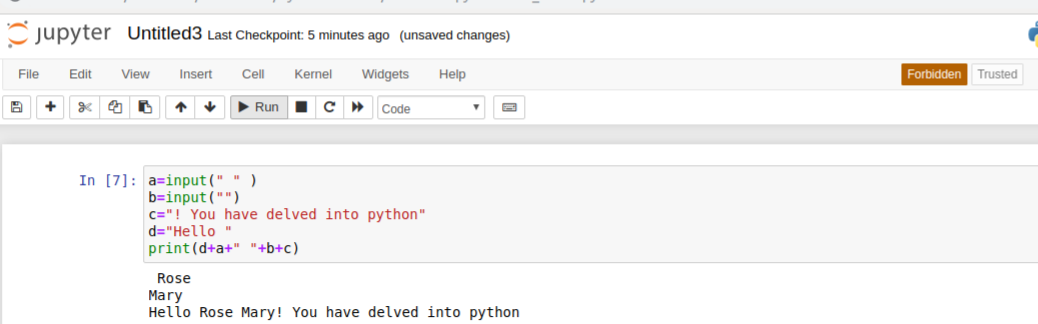 jupyter Untitled3 Last Checkpoint: 5 minutes ago (unsaved changes)
File Edit View Insert Cell Kernel Widgets Help Forbidden Trusted
Run Code
In [7]: a=input(" " )
b=input("")
c="! You have delved into python"
d="Hello "
print(d+a+" "+b+c)
Rose
Mary
Hello Rose Mary! You have delved into python